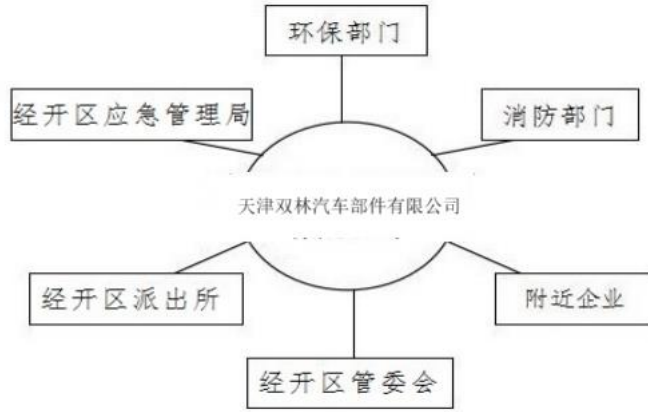 环保部门
经开区应急管理局
消防部门
天津双林汽车部件有限公司
经开区派出所
附近企业
经开区管委会